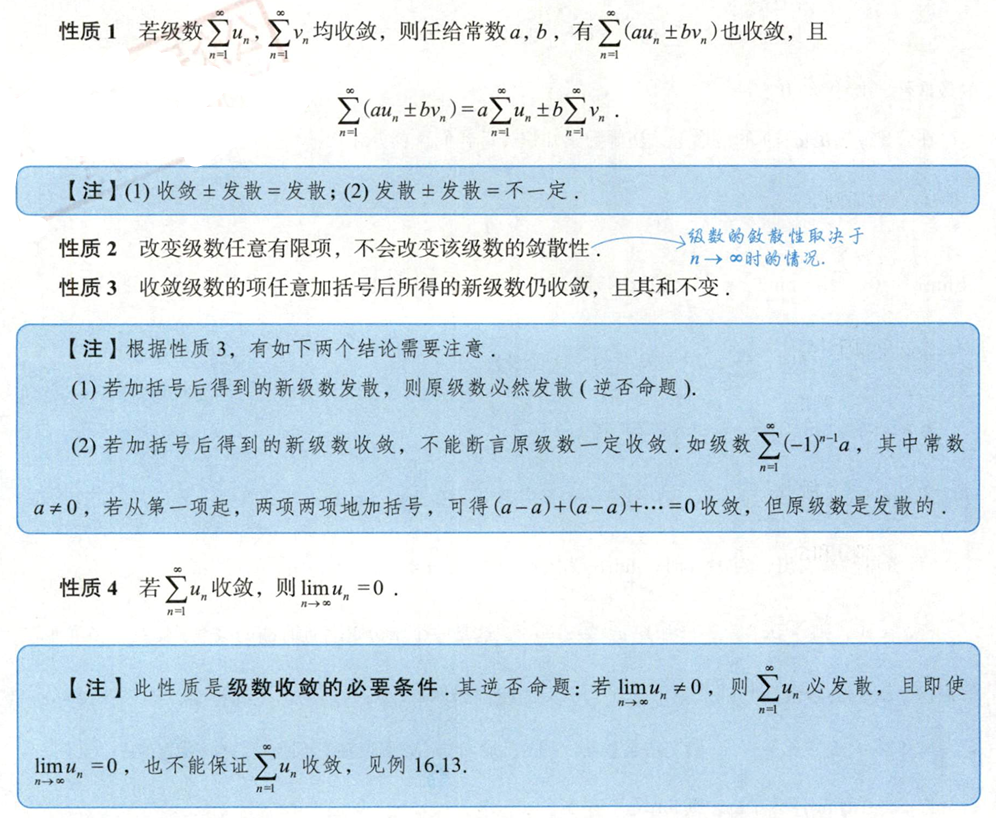 性质 1 若级数 $\sum_{n=1}^{\infty} u_n$, $\sum_{n=1}^{\infty} v_n$ 均收敛，则任给常数 a, b，有 $\sum_{n=1}^{\infty} (au_n \pm bv_n)$ 也收敛，且
$\sum_{n=1}^{\infty} (au_n \pm bv_n) = a\sum_{n=1}^{\infty} u_n \pm b\sum_{n=1}^{\infty} v_n$ .
【注】(1) 收敛 ± 发散 = 发散；(2) 发散 ± 发散 = 不一定 .
性质 2 改变级数任意有限项，不会改变该级数的敛散性 .
级数的敛散性取决于
n → ∞时的情况.
性质 3 收敛级数的项任意加括号后所得的新级数仍收敛，且其和不变 .
【注】根据性质 3，有如下两个结论需要注意 .
(1) 若加括号后得到的新级数发散，则原级数必然发散 ( 逆否命题 ).
(2) 若加括号后得到的新级数收敛，不能断言原级数一定收敛 . 如级数 $\sum_{n=1}^{\infty} (-1)^{n-1}a$，其中常数
a ≠ 0，若从第一项起，两项两项地加括号，可得 (a−a)+(a−a)+⋯=0 收敛，但原级数是发散的 .
性质 4 若 $\sum_{n=1}^{\infty} u_n$ 收敛，则 $\lim_{n\to\infty} u_n = 0$ .
【注】此性质是级数收敛的必要条件 . 其逆否命题：若 $\lim_{n\to\infty} u_n \neq 0$，则 $\sum_{n=1}^{\infty} u_n$ 必发散，且即使
$\lim_{n\to\infty} u_n = 0$，也不能保证 $\sum_{n=1}^{\infty} u_n$ 收敛，见例 16.13.